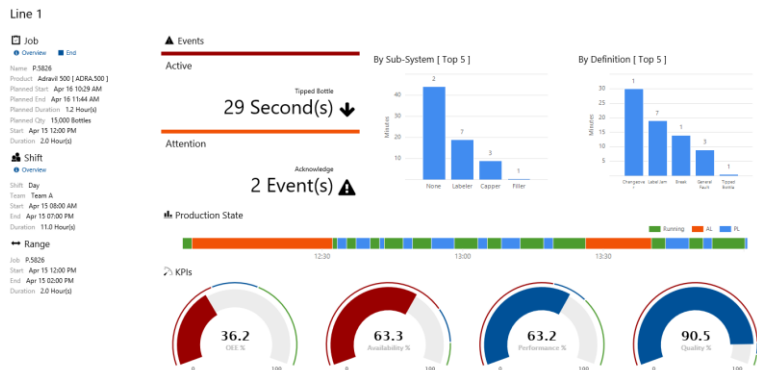 Line 1
Job
Overview End
Name P.5826
Product Adravil 500 [ ADRA.500 ]
Planned Start Apr 16 10:29 AM
Planned End Apr 16 11:44 AM
Planned Duration 1.2 Hour(s)
Planned Qty 15,000 Bottles
Start Apr 15 12:00 PM
Duration 2.0 Hour(s)
Shift
Overview
Shift Day
Team Team A
Start Apr 15 08:00 AM
End Apr 15 07:00 PM
Duration 11.0 Hour(s)
Range
Job P.5826
Start Apr 15 12:00 PM
End Apr 15 02:00 PM
Duration 2.0 Hour(s)
Events
Active
Tipped Bottle
29 Second(s)
Attention
Acknowledge
2 Event(s)
By Sub-System [ Top 5 ]
Minutes
40
30
20
10
2
7
3
1
None Labeler Capper Filler
By Definition [ Top 5 ]
Minutes
30
25
20
15
10
5
1
7
1
3
1
Changeove
r
Label Jam
Break
General
Fault
Tipped
Bottle
Production State
Running AL PL
12:30 13:00 13:30
KPIs
36.2
OEE %
0 100
63.3
Availability %
0 100
63.2
Performance %
0 100
90.5
Quality %
0 100